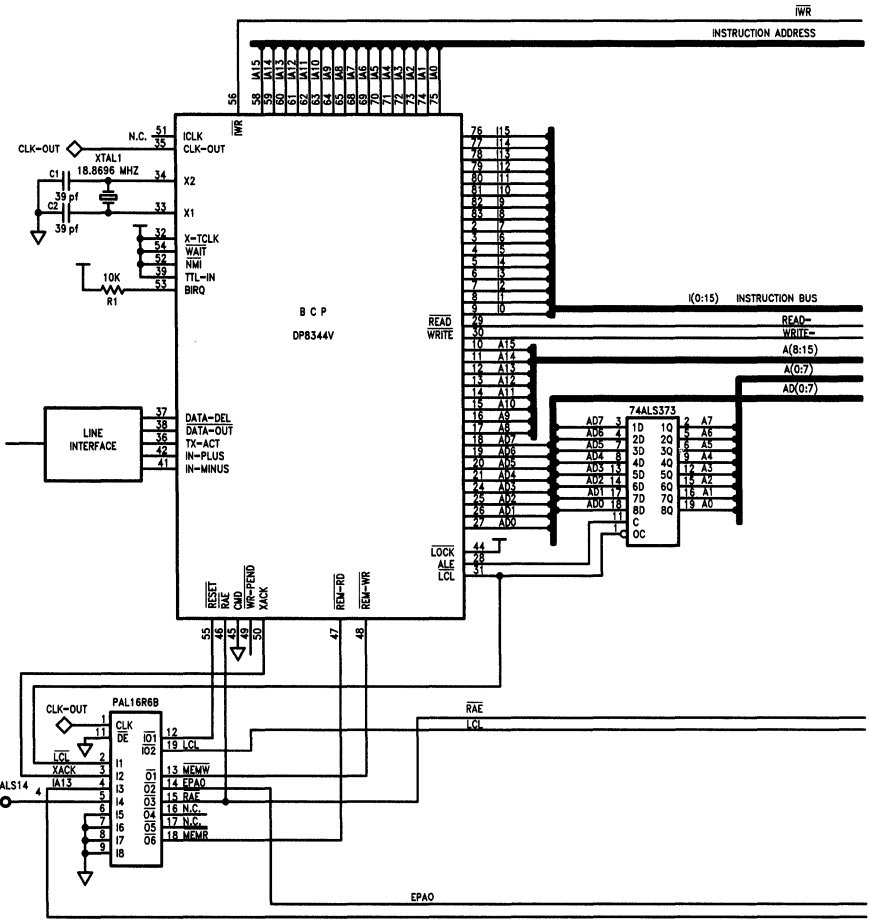 IWR
INSTRUCTION ADDRESS
IA15 IA14 IA13 IA12 IA11 IA10 IA9 IA8 IA7 IA6 IA5 IA4 IA3 IA2 IA1 IA0
56 58 59 60 61 62 63 64 65 68 69 70 71 72 73 74 75
IWR
N.C. 51 ICLK
CLK-OUT 35 CLK-OUT
XTAL1
18.8696 MHZ
C1
39 pf
34 X2
C2
39 pf
33 X1
32 X-TCLK
54 WAIT
52 NMI
39 TTL-IN
53 BIRQ
10K
R1
BCP
DP8344V
76 I15
77 I14
78 I13
79 I12
80 I11
81 I10
82 I9
83 I8
2 I7
3 I6
4 I5
5 I4
6 I3
7 I2
8 I1
9 I0
I(0:15) INSTRUCTION BUS
READ 29 READ-
WRITE 30 WRITE-
10 A15
11 A14
12 A13
13 A12
14 A11
15 A10
16 A9
17 A8
18 AD7
19 AD6
20 AD5
21 AD4
24 AD3
25 AD2
26 AD1
27 AD0
A(8:15)
A(0:7)
AD(0:7)
74ALS373
AD7 3 1D 1Q 2 A7
AD6 4 2D 2Q 5 A6
AD5 7 3D 3Q 6 A5
AD4 8 4D 4Q 9 A4
AD3 13 5D 5Q 12 A3
AD2 14 6D 6Q 15 A2
AD1 17 7D 7Q 16 A1
AD0 18 8D 8Q 19 A0
11 C
1 OC
LINE
INTERFACE
37 DATA-DEL
38 DATA-OUT
36 TX-ACT
42 IN-PLUS
41 IN-MINUS
LOCK 44
ALE 28
LCL 31
RESET RAE CMD WR-PEND XACK REM-RD REM-WR
55 46 45 49 50 47 48
PAL16R6B
CLK-OUT 1 CLK
11 OE
IO1 12
IO2 19 LCL
LCL 2 I1
XACK 3 I2
IA13 4 I3
ALS14 4 5 I4
6 I5
7 I6
8 I7
9 I8
O1 13 MEMW
O2 14 EPAO
O3 15 RAE
O4 16 N.C.
O5 17 N.C.
O6 18 MEMR
RAE
LCL
EPAO